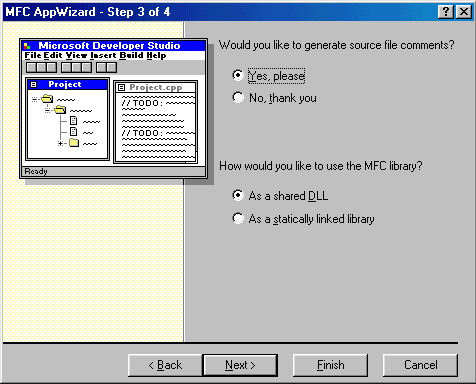 MFC AppWizard - Step 3 of 4
Microsoft Developer Studio
File Edit View Insert Build Help
Project
Project.cpp
// TODO:
// TODO:
Ready
Would you like to generate source file comments?
Yes, please
No, thank you
How would you like to use the MFC library?
As a shared DLL
As a statically linked library
< Back
Next >
Finish
Cancel